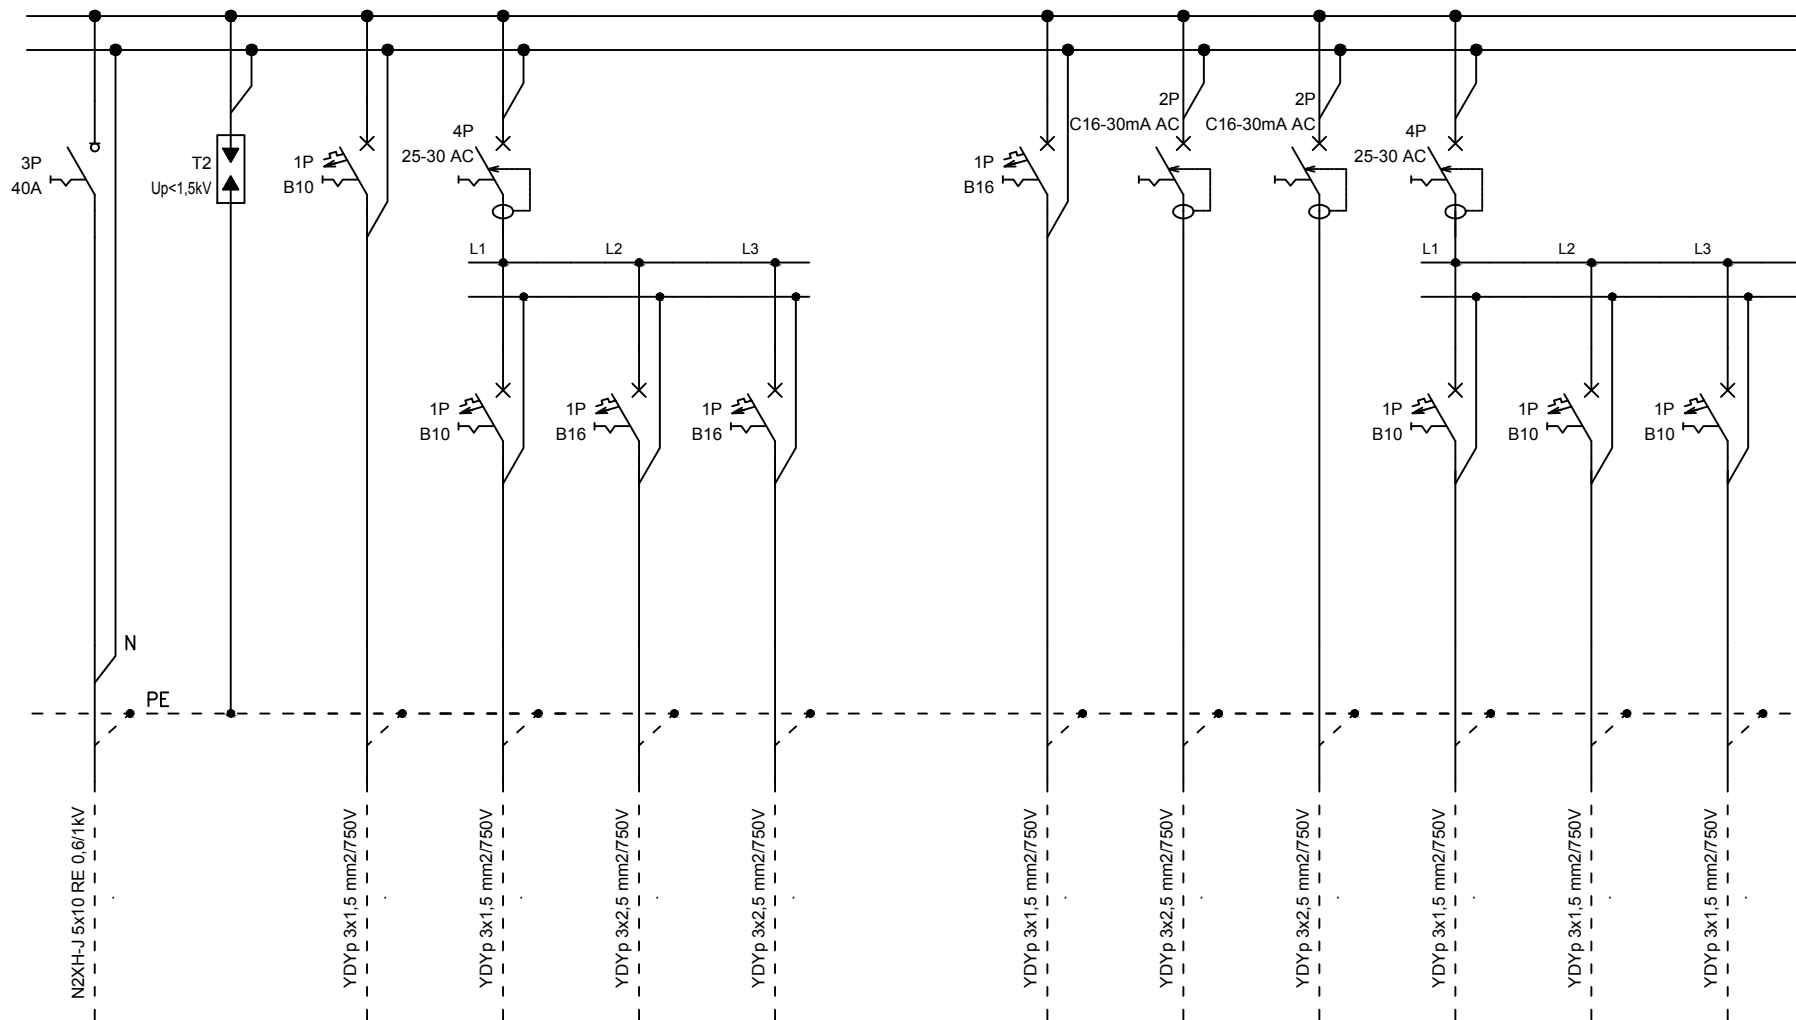 2P
2P
C16-30mA AC
C16-30mA AC
4P
4P
3P
T2
1P
25-30 AC
1P
25-30 AC
40A
Up<1,5kV
B10
B16
L1
L2
L3
L1
L2
L3
1P
1P
1P
1P
1P
1P
B10
B16
B16
B10
B10
B10
N
PE
N2XH-J 5x10 RE 0,6/1kV
YDYp 3x1,5 mm2/750V
YDYp 3x1,5 mm2/750V
YDYp 3x2,5 mm2/750V
YDYp 3x2,5 mm2/750V
YDYp 3x1,5 mm2/750V
YDYp 3x2,5 mm2/750V
YDYp 3x2,5 mm2/750V
YDYp 3x1,5 mm2/750V
YDYp 3x1,5 mm2/750V
YDYp 3x1,5 mm2/750V